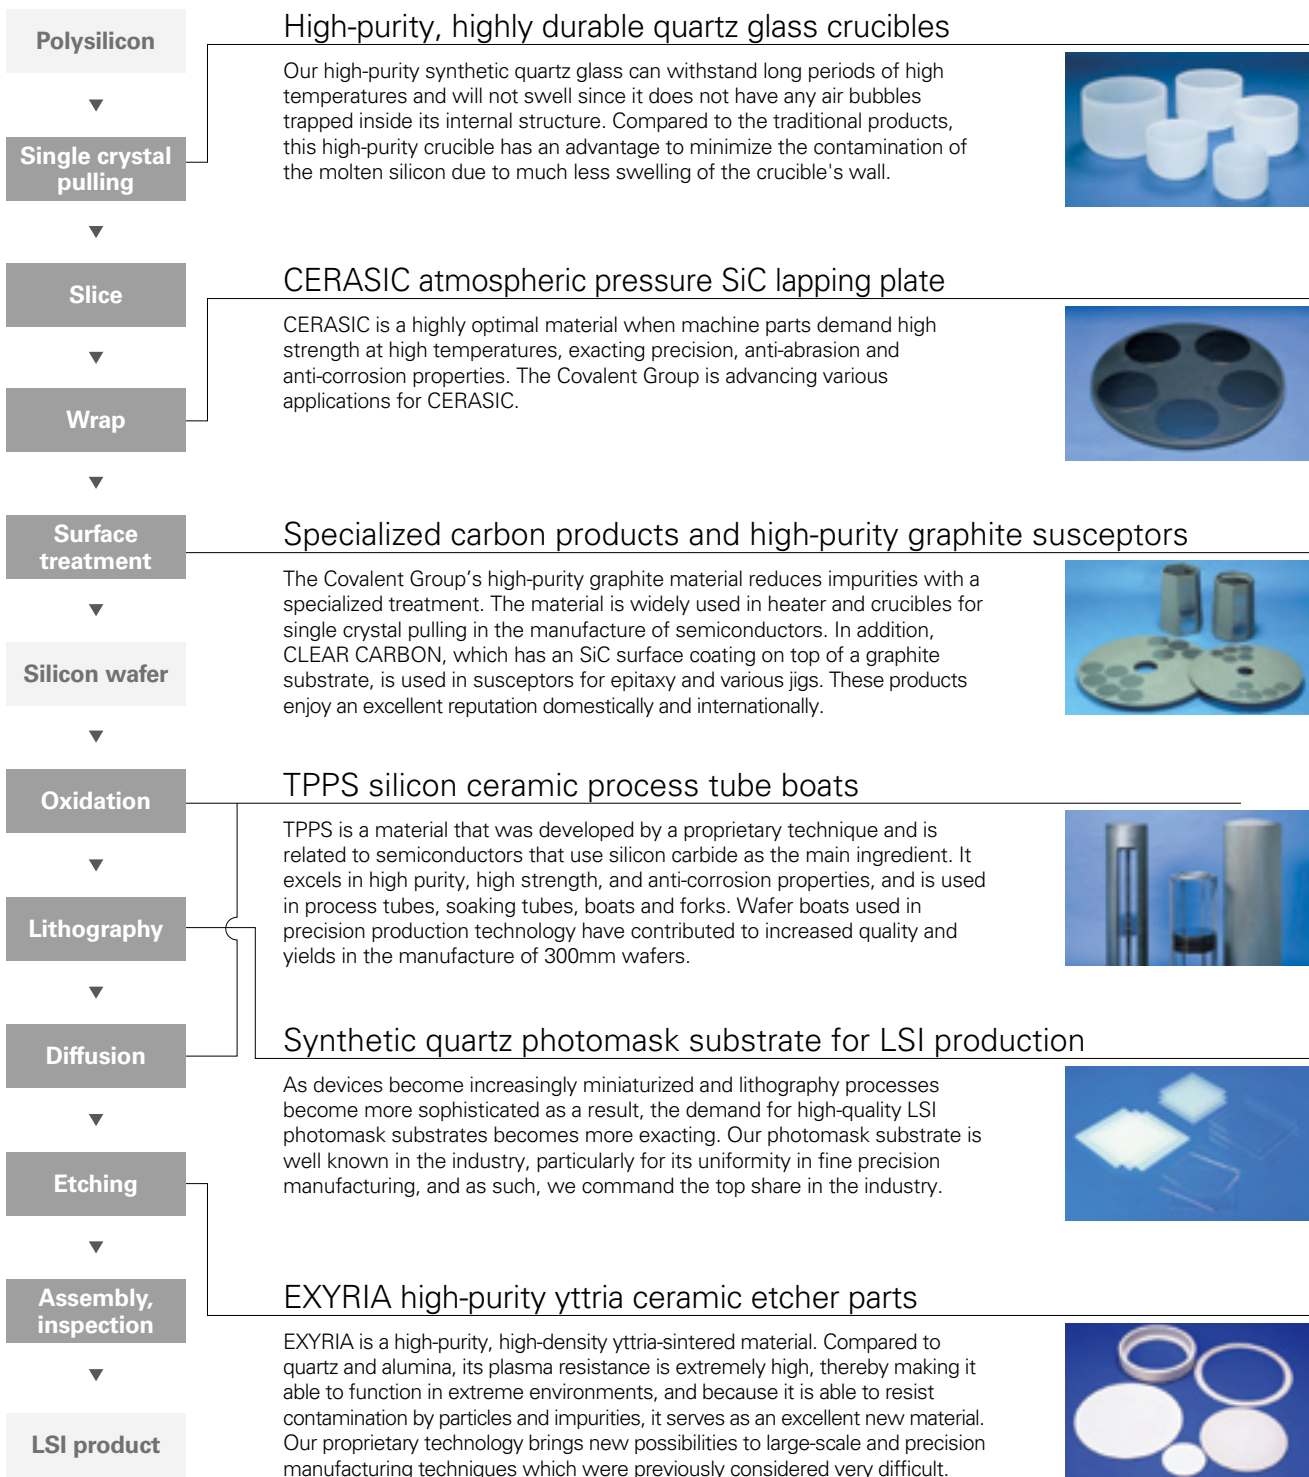 Polysilicon
▼
Single crystal
pulling
▼
Slice
▼
Wrap
▼
Surface
treatment
▼
Silicon wafer
▼
Oxidation
▼
Lithography
▼
Diffusion
▼
Etching
▼
Assembly,
inspection
▼
LSI product
High-purity, highly durable quartz glass crucibles
Our high-purity synthetic quartz glass can withstand long periods of high
temperatures and will not swell since it does not have any air bubbles
trapped inside its internal structure. Compared to the traditional products,
this high-purity crucible has an advantage to minimize the contamination of
the molten silicon due to much less swelling of the crucible's wall.
CERASIC atmospheric pressure SiC lapping plate
CERASIC is a highly optimal material when machine parts demand high
strength at high temperatures, exacting precision, anti-abrasion and
anti-corrosion properties. The Covalent Group is advancing various
applications for CERASIC.
Specialized carbon products and high-purity graphite susceptors
The Covalent Group’s high-purity graphite material reduces impurities with a
specialized treatment. The material is widely used in heater and crucibles for
single crystal pulling in the manufacture of semiconductors. In addition,
CLEAR CARBON, which has an SiC surface coating on top of a graphite
substrate, is used in susceptors for epitaxy and various jigs. These products
enjoy an excellent reputation domestically and internationally.
TPPS silicon ceramic process tube boats
TPPS is a material that was developed by a proprietary technique and is
related to semiconductors that use silicon carbide as the main ingredient. It
excels in high purity, high strength, and anti-corrosion properties, and is used
in process tubes, soaking tubes, boats and forks. Wafer boats used in
precision production technology have contributed to increased quality and
yields in the manufacture of 300mm wafers.
Synthetic quartz photomask substrate for LSI production
As devices become increasingly miniaturized and lithography processes
become more sophisticated as a result, the demand for high-quality LSI
photomask substrates becomes more exacting. Our photomask substrate is
well known in the industry, particularly for its uniformity in fine precision
manufacturing, and as such, we command the top share in the industry.
EXYRIA high-purity yttria ceramic etcher parts
EXYRIA is a high-purity, high-density yttria-sintered material. Compared to
quartz and alumina, its plasma resistance is extremely high, thereby making it
able to function in extreme environments, and because it is able to resist
contamination by particles and impurities, it serves as an excellent new material.
Our proprietary technology brings new possibilities to large-scale and precision
manufacturing techniques which were previously considered very difficult.